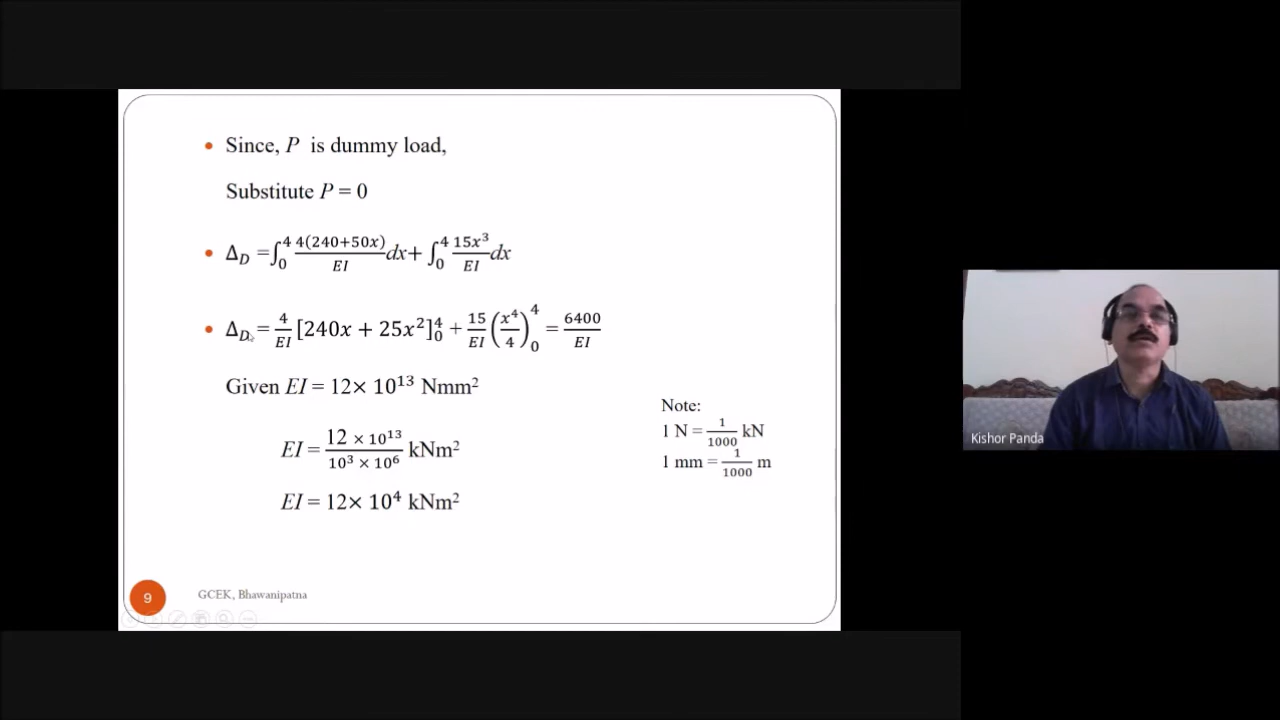 • Since, P is dummy load,
Substitute P = 0
• Δ_D =∫₀⁴ 4(240+50x)/EI dx+ ∫₀⁴ 15x³/EI dx
• Δ_D = 4/EI [240x + 25x²]₀⁴ + 15/EI (x⁴/4)₀⁴ = 6400/EI
Given EI = 12× 10¹³ Nmm²
EI = 12 × 10¹³/10³ × 10⁶ kNm²
EI = 12× 10⁴ kNm²
Note:
1 N = 1/1000 kN
1 mm = 1/1000 m
9
GCEK, Bhawanipatna
Kishor Panda